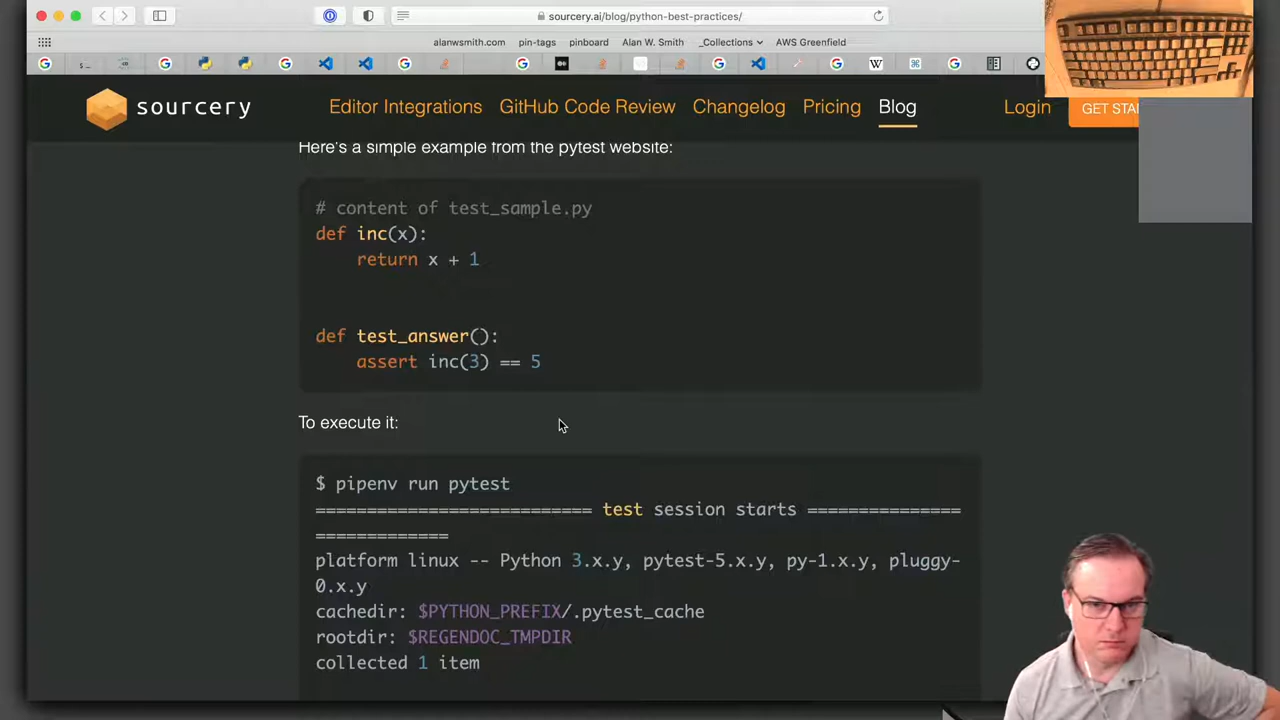 sourcery.ai/blog/python-best-practices/
alanwsmith.com pin-tags pinboard Alan W. Smith _Collections AWS Greenfield
sourcery Editor Integrations GitHub Code Review Changelog Pricing Blog Login GET STA
Here's a simple example from the pytest website:
# content of test_sample.py
def inc(x):
return x + 1
def test_answer():
assert inc(3) == 5
To execute it:
$ pipenv run pytest
=========================== test session starts ===============
=============
platform linux -- Python 3.x.y, pytest-5.x.y, py-1.x.y, pluggy-
0.x.y
cachedir: $PYTHON_PREFIX/.pytest_cache
rootdir: $REGENDOC_TMPDIR
collected 1 item